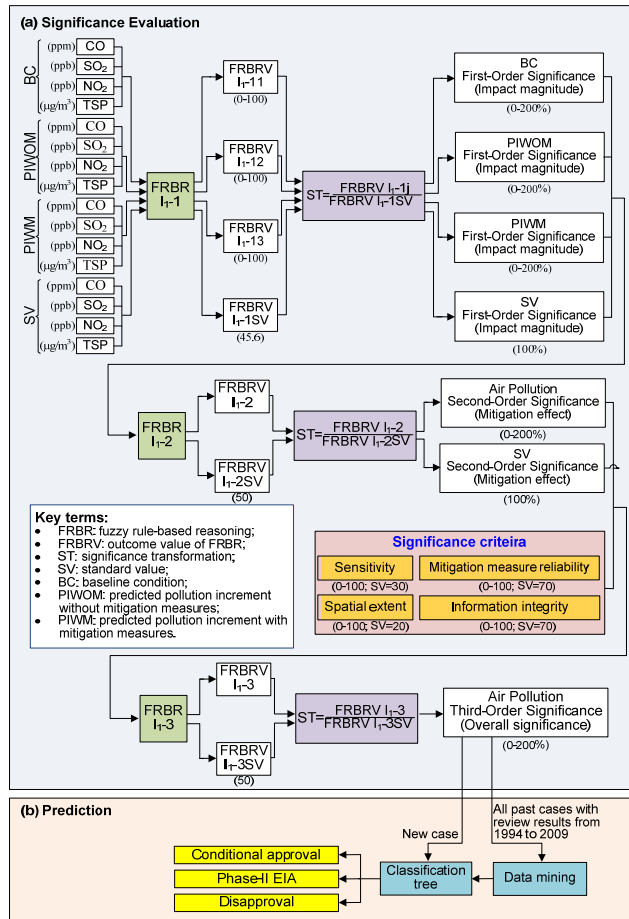 (a) Significance Evaluation
BC
(ppm) CO
(ppb) SO₂
(ppb) NO₂
(μg/m³) TSP
PIWOM
(ppm) CO
(ppb) SO₂
(ppb) NO₂
(μg/m³) TSP
PIWM
(ppm) CO
(ppb) SO₂
(ppb) NO₂
(μg/m³) TSP
SV
(ppm) CO
(ppb) SO₂
(ppb) NO₂
(μg/m³) TSP
FRBR
I₁-1
FRBRV
I₁-11
(0-100)
FRBRV
I₁-12
(0-100)
FRBRV
I₁-13
(0-100)
FRBRV
I₁-1SV
(45.6)
ST= FRBRV I₁-1j
FRBRV I₁-1SV
BC
First-Order Significance
(Impact magnitude)
(0-200%)
PIWOM
First-Order Significance
(Impact magnitude)
(0-200%)
PIWM
First-Order Significance
(Impact magnitude)
(0-200%)
SV
First-Order Significance
(Impact magnitude)
(100%)
FRBR
I₁-2
FRBRV
I₁-2
FRBRV
I₁-2SV
(50)
ST= FRBRV I₁-2
FRBRV I₁-2SV
Air Pollution
Second-Order Significance
(Mitigation effect)
(0-200%)
SV
Second-Order Significance
(Mitigation effect)
(100%)
Key terms:
• FRBR: fuzzy rule-based reasoning;
• FRBRV: outcome value of FRBR;
• ST: significance transformation;
• SV: standard value;
• BC: baseline condition;
• PIWOM: predicted pollution increment
without mitigation measures;
• PIWM: predicted pollution increment with
mitigation measures.
Significance criteira
Sensitivity
(0-100; SV=30)
Mitigation measure reliability
(0-100; SV=70)
Spatial extent
(0-100; SV=20)
Information integrity
(0-100; SV=70)
FRBR
I₁-3
FRBRV
I₁-3
FRBRV
I₁-3SV
(50)
ST= FRBRV I₁-3
FRBRV I₁-3SV
Air Pollution
Third-Order Significance
(Overall significance)
(0-200%)
(b) Prediction
New case
All past cases with
review results from
1994 to 2009
Conditional approval
Phase-II EIA
Disapproval
Classification
tree
Data mining